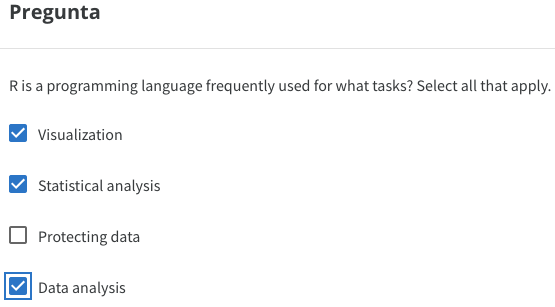 Pregunta
R is a programming language frequently used for what tasks? Select all that apply.
Visualization
Statistical analysis
Protecting data
Data analysis